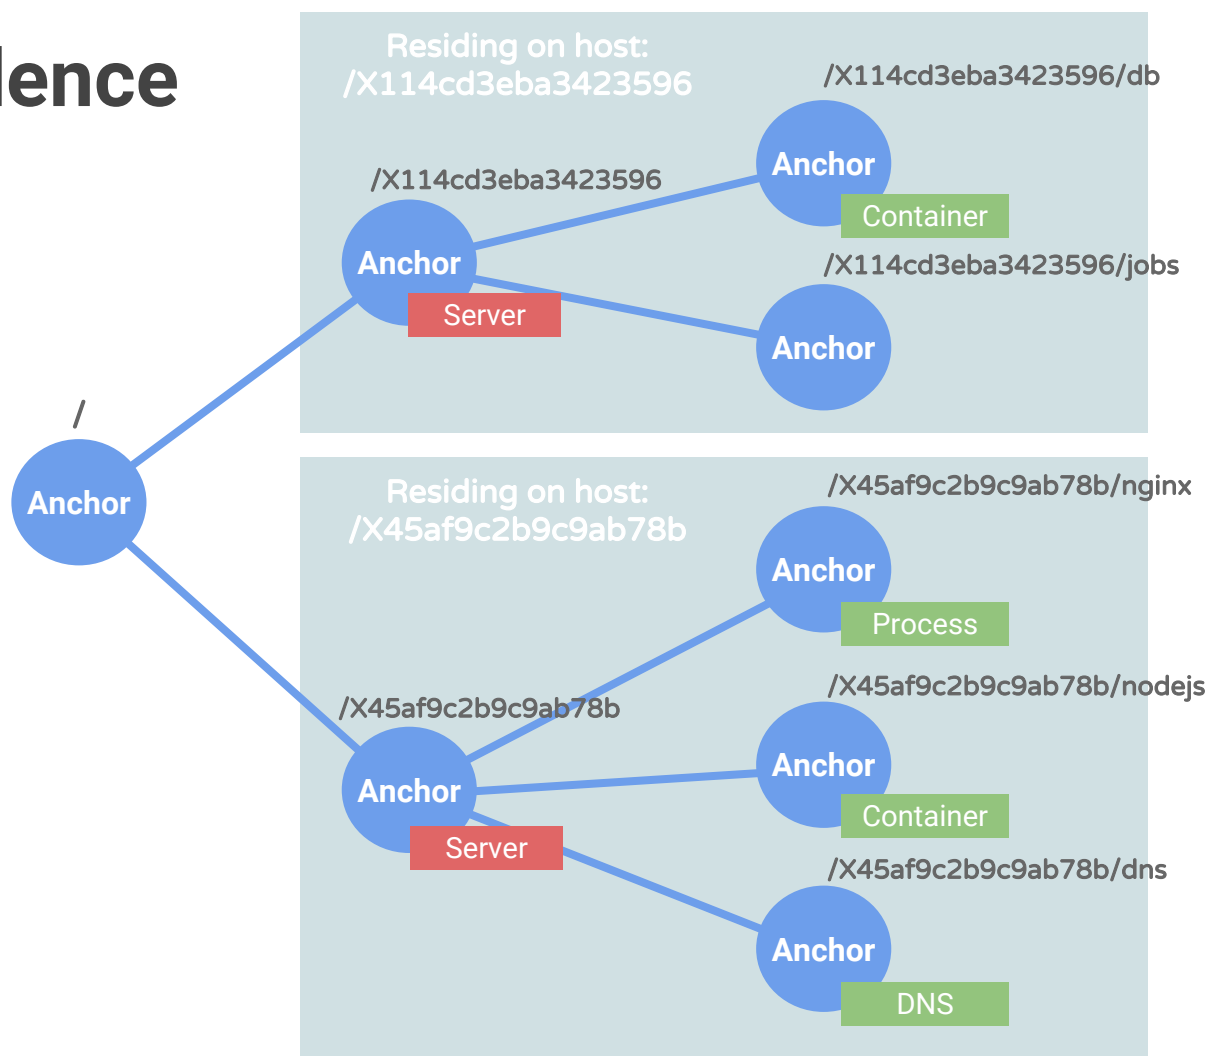 lence
Residing on host:
/X114cd3eba3423596
/X114cd3eba3423596/db
Anchor
Container
/X114cd3eba3423596
Anchor
Server
/X114cd3eba3423596/jobs
Anchor
/
Anchor
Residing on host:
/X45af9c2b9c9ab78b
/X45af9c2b9c9ab78b/nginx
Anchor
Process
/X45af9c2b9c9ab78b
Anchor
Server
/X45af9c2b9c9ab78b/nodejs
Anchor
Container
/X45af9c2b9c9ab78b/dns
Anchor
DNS